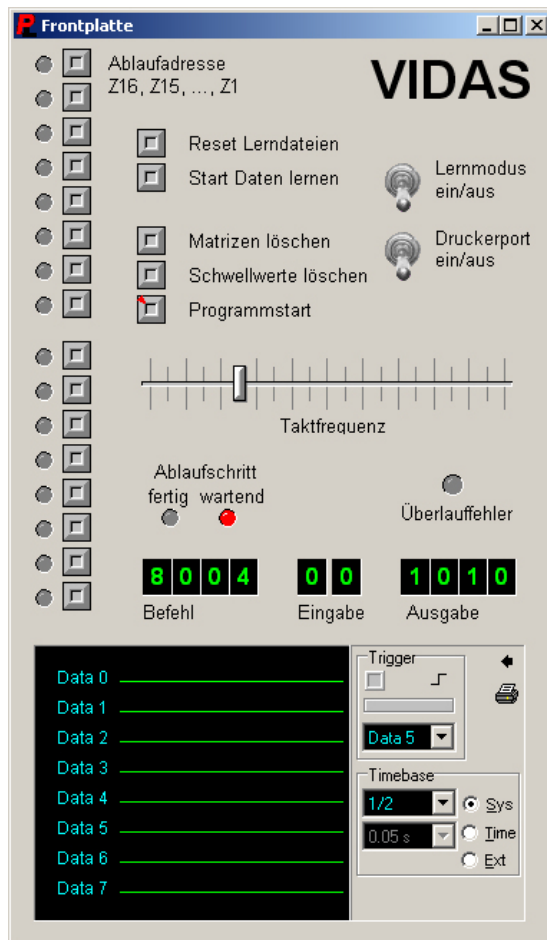 Frontplatte
Ablaufadresse
Z16, Z15, ..., Z1
VIDAS
Reset Lerndateien
Start Daten lernen
Lernmodus
ein/aus
Matrizen löschen
Schwellwerte löschen
Programmstart
Druckerport
ein/aus
Taktfrequenz
Ablaufschritt
fertig wartend
Überlauffehler
8004
00
1010
Befehl
Eingabe
Ausgabe
Data 0
Data 1
Data 2
Data 3
Data 4
Data 5
Data 6
Data 7
Trigger
Data 5
Timebase
1/2
Sys
0.05 s
Time
Ext